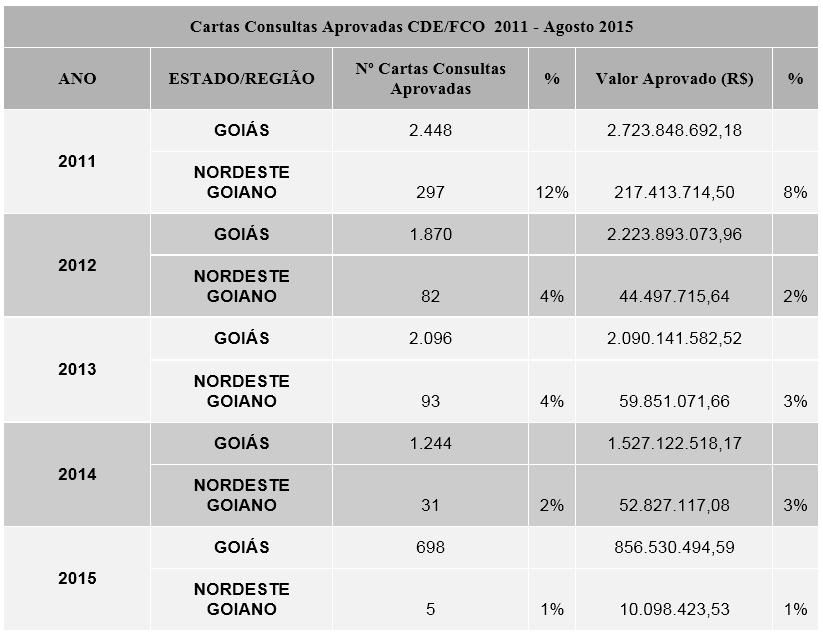 Cartas Consultas Aprovadas CDE/FCO 2011 - Agosto 2015
ANO ESTADO/REGIÃO Nº Cartas Consultas Aprovadas % Valor Aprovado (R$) %
2011
GOIÁS 2.448 2.723.848.692,18
NORDESTE
GOIANO 297 12% 217.413.714,50 8%
2012
GOIÁS 1.870 2.223.893.073,96
NORDESTE
GOIANO 82 4% 44.497.715,64 2%
2013
GOIÁS 2.096 2.090.141.582,52
NORDESTE
GOIANO 93 4% 59.851.071,66 3%
2014
GOIÁS 1.244 1.527.122.518,17
NORDESTE
GOIANO 31 2% 52.827.117,08 3%
2015
GOIÁS 698 856.530.494,59
NORDESTE
GOIANO 5 1% 10.098.423,53 1%